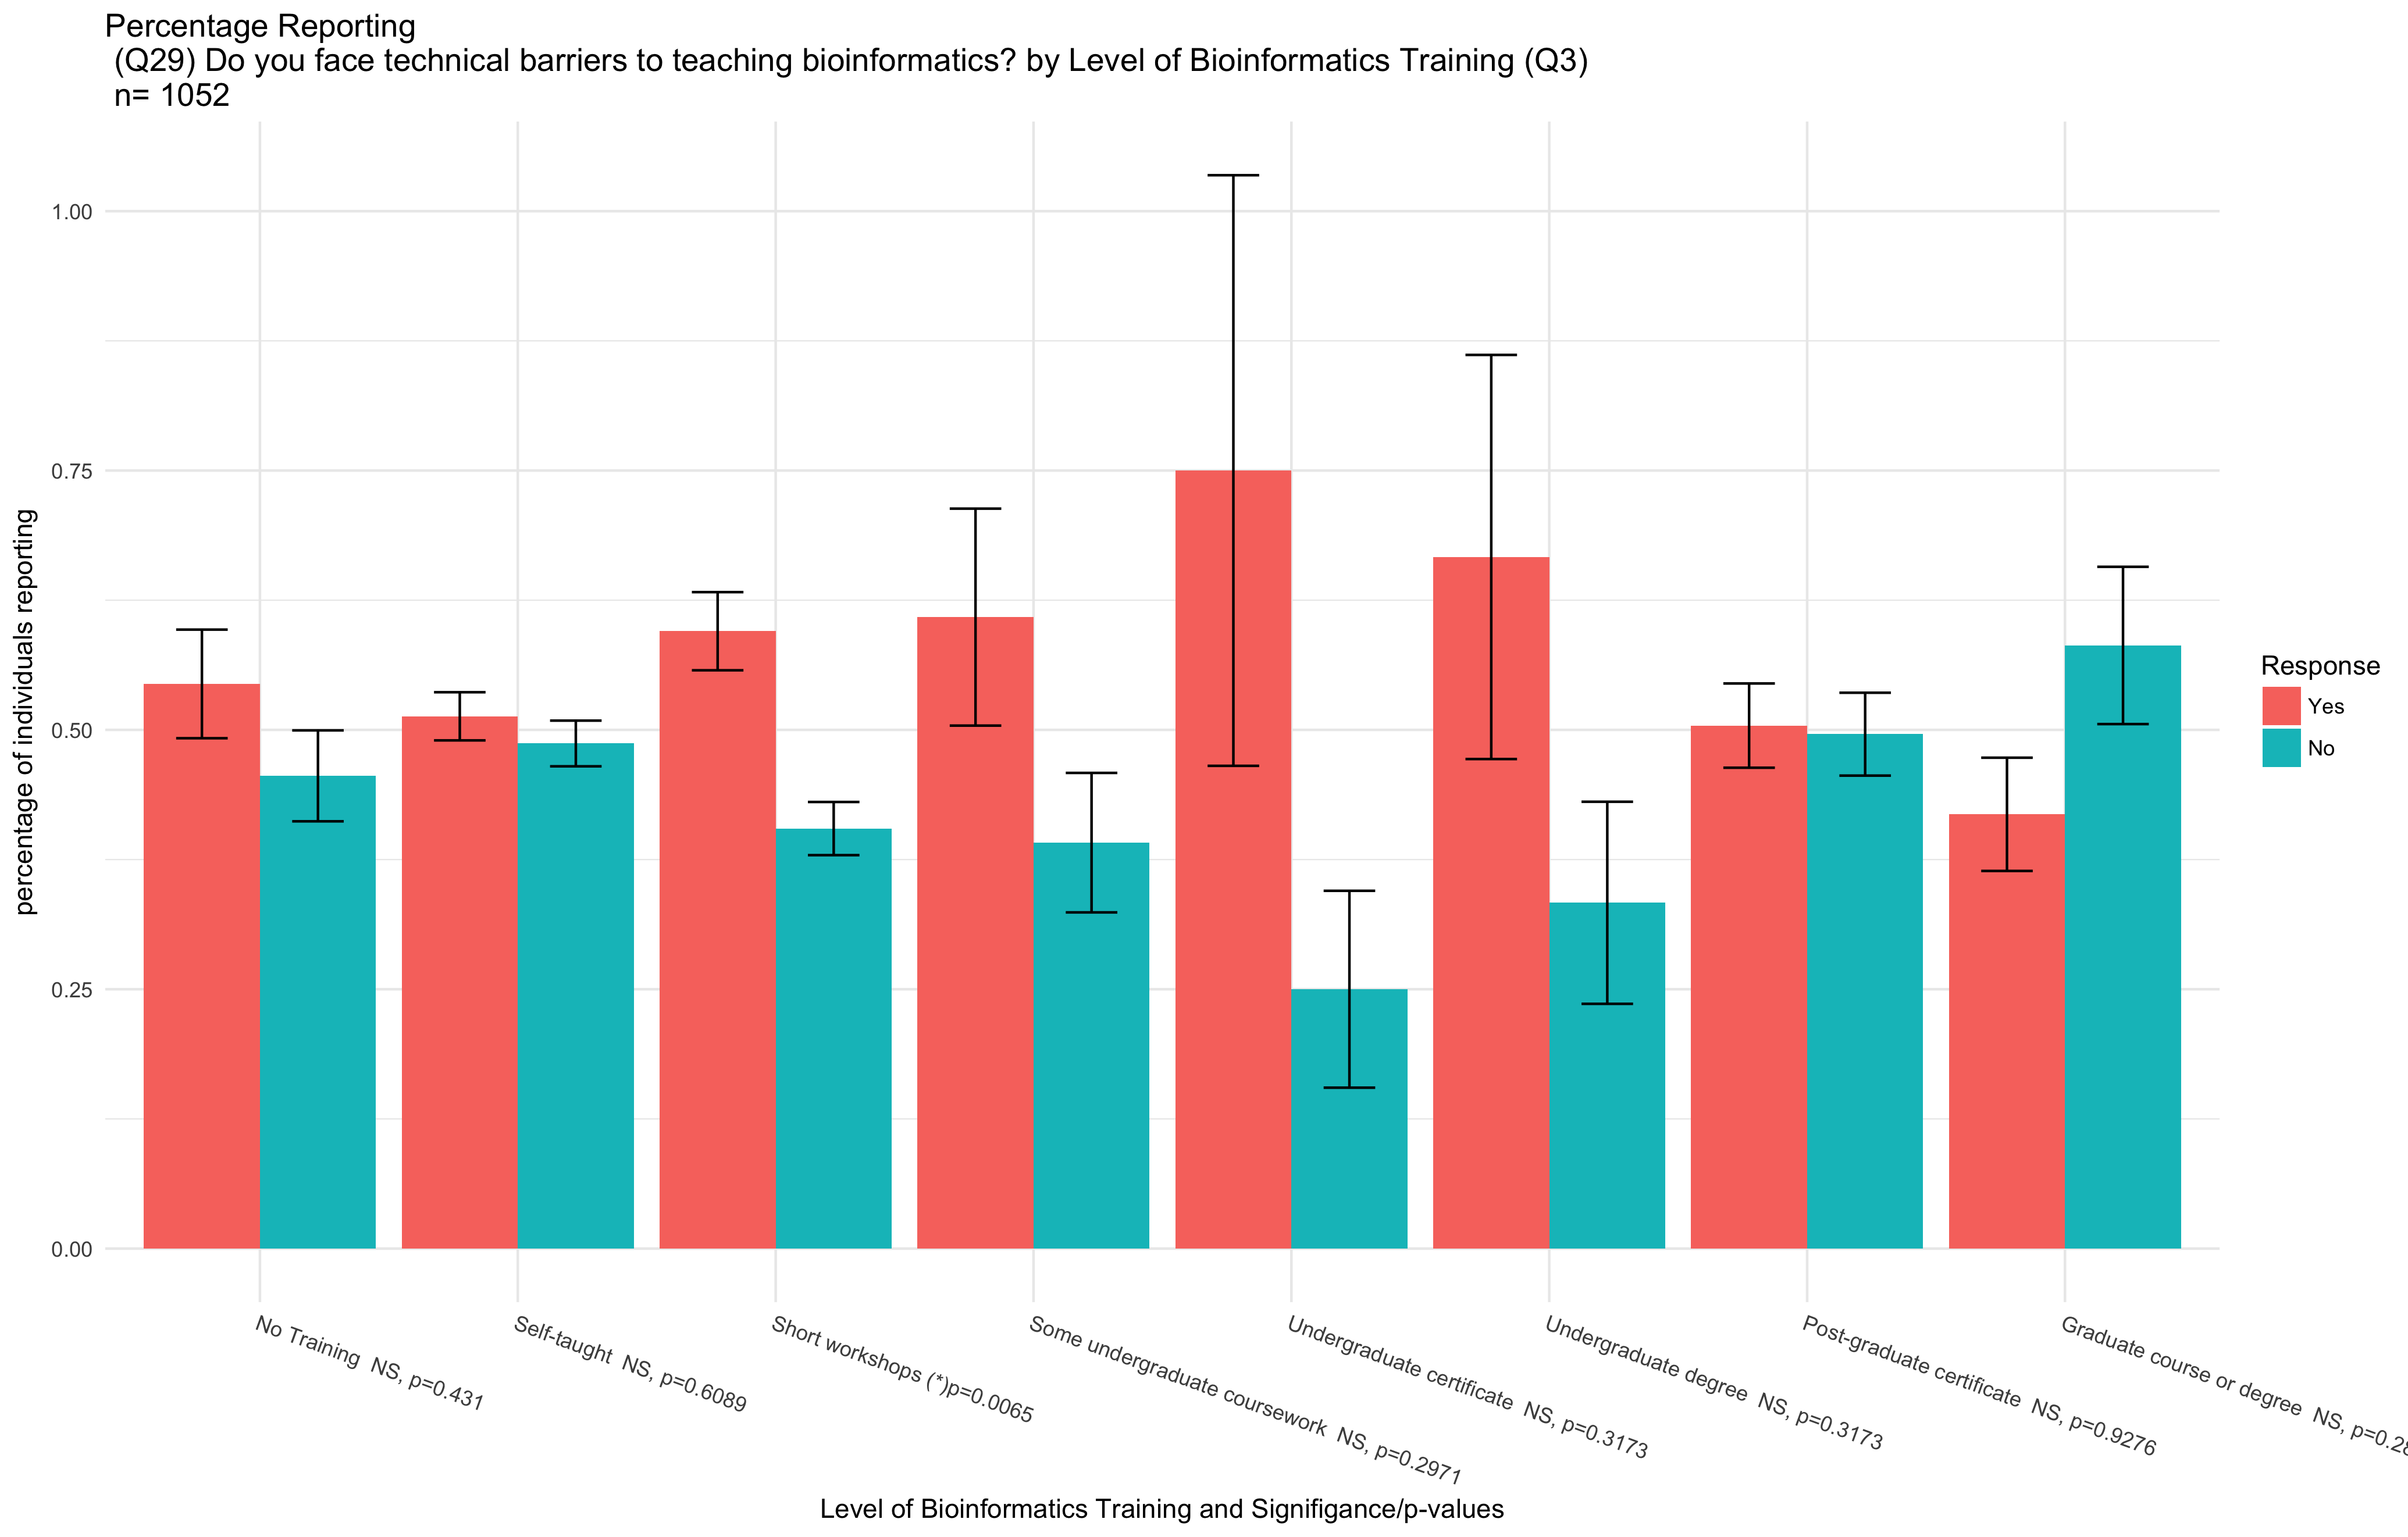 Percentage Reporting
(Q29) Do you face technical barriers to teaching bioinformatics? by Level of Bioinformatics Training (Q3)
n= 1052
percentage of individuals reporting
1.00
0.75
0.50
0.25
0.00
Response
Yes
No
No Training  NS, p=0.431
Self-taught  NS, p=0.6089
Short workshops (*)p=0.0065
Some undergraduate coursework  NS, p=0.2971
Undergraduate certificate  NS, p=0.3173
Undergraduate degree  NS, p=0.3173
Post-graduate certificate  NS, p=0.9276
Graduate course or degree  NS,
Level of Bioinformatics Training and Signifigance/p-values